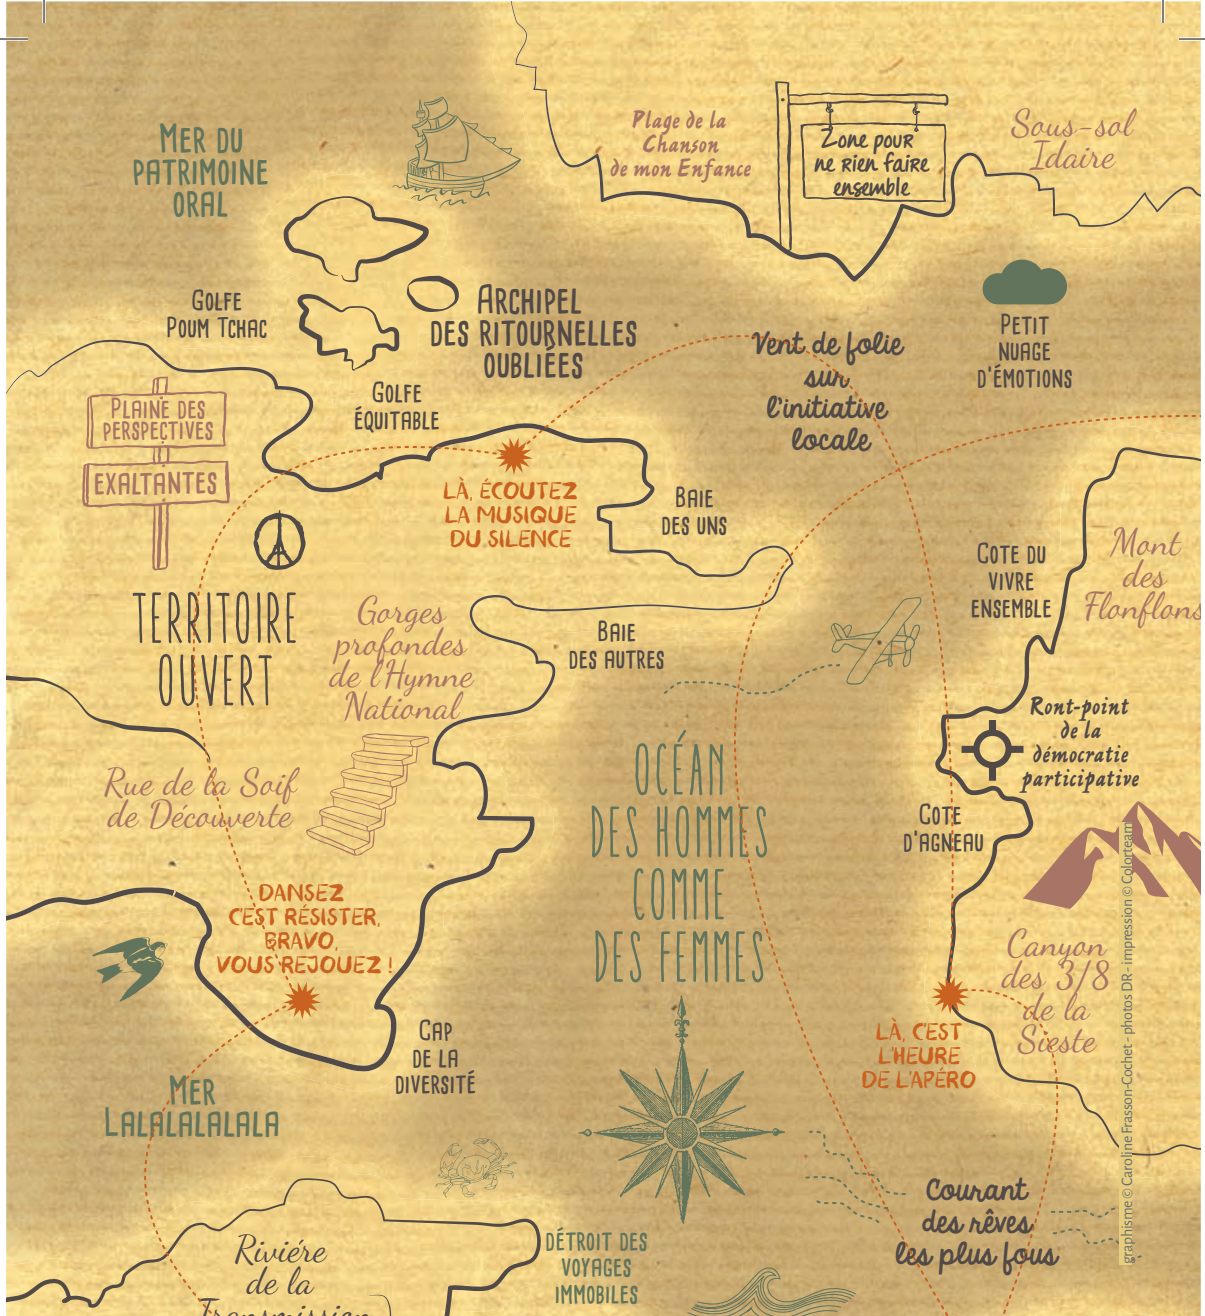 MER DU
PATRIMOINE
ORAL
Plage de la
Chanson
de mon Enfance
Zone pour
ne rien faire
ensemble
Sous-sol
Idaire
GOLFE
POUM TCHAC
ARCHIPEL
DES RITOURNELLES
OUBLIÉES
Vent de folie
sur
l'initiative
locale
PETIT
NUAGE
D'ÉMOTIONS
PLAINE DES
PERSPECTIVES
EXALTANTES
GOLFE
ÉQUITABLE
LÀ, ÉCOUTEZ
LA MUSIQUE
DU SILENCE
BAIE
DES UNS
COTE DU
VIVRE
ENSEMBLE
Mont
des
Flonflons
TERRITOIRE
OUVERT
Gorges
profondes
de l'Hymne
National
BAIE
DES AUTRES
Ront-point
de la
démocratie
participative
Rue de la Soif
de Découverte
OCÉAN
DES HOMMES
COMME
DES FEMMES
COTE
D'AGNEAU
DANSEZ
C'EST RÉSISTER,
BRAVO,
VOUS REJOUEZ !
Canyon
des 3/8
de la
Sieste
LÀ, C'EST
L'HEURE
DE L'APÉRO
CAP
DE LA
DIVERSITÉ
MER
LALALALALA
Courant
des rêves
les plus fous
DÉTROIT DES
VOYAGES
IMMOBILES
Riviére
de la
Transmission
graphisme © Caroline Frasson-Cochet - photos DR - impression © Colorteam